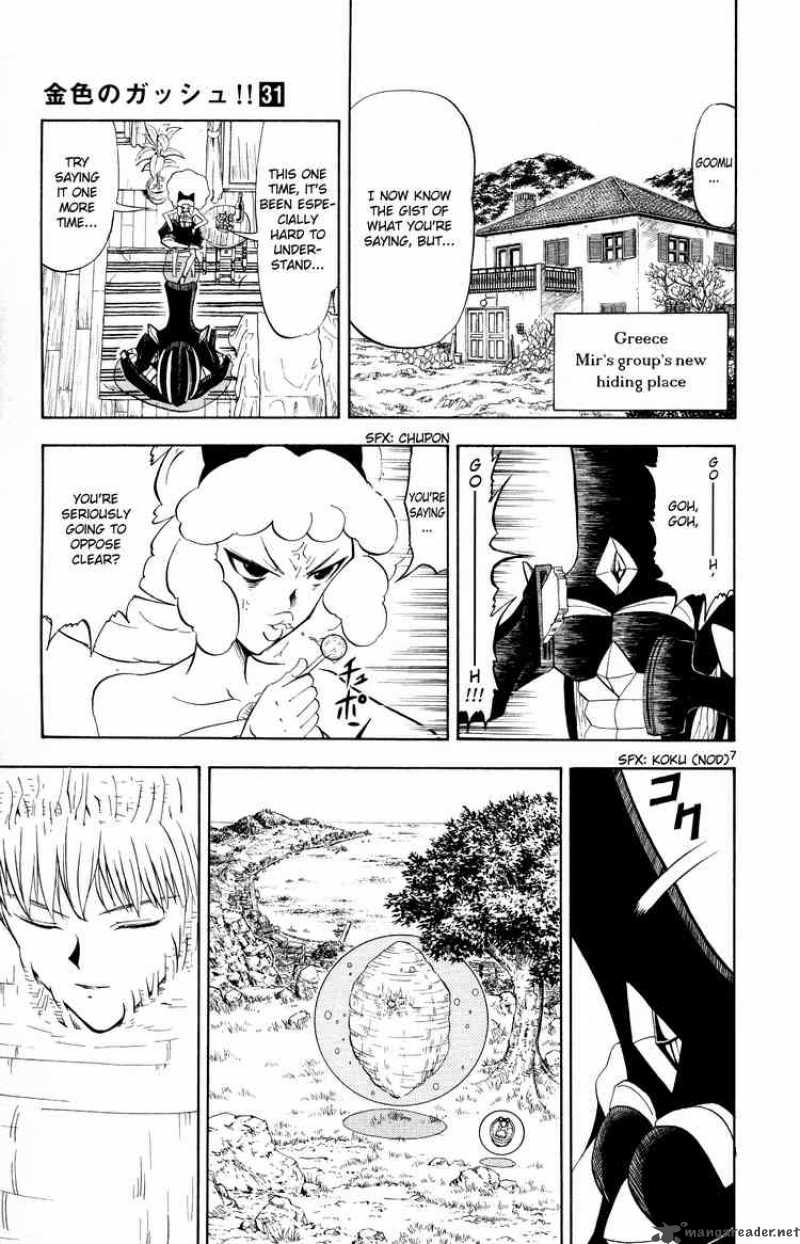 金色のガッシュ!! 31
GOOMU
...
I NOW KNOW
THE GIST OF
WHAT YOU'RE
SAYING, BUT...
Greece
Mir's group's new
hiding place
THIS ONE
TIME, IT'S
BEEN ESPE-
CIALLY
HARD TO
UNDER-
STAND...
TRY
SAYING
IT ONE
MORE
TIME...
GO—H,
GOH,
GOH,
GO—H!!!
SFX: CHUPON
YOU'RE
SAYING
...
YOU'RE
SERIOUSLY
GOING TO
OPPOSE
CLEAR?
チュポン
SFX: KOKU (NOD)
7
コク
mangareader.net